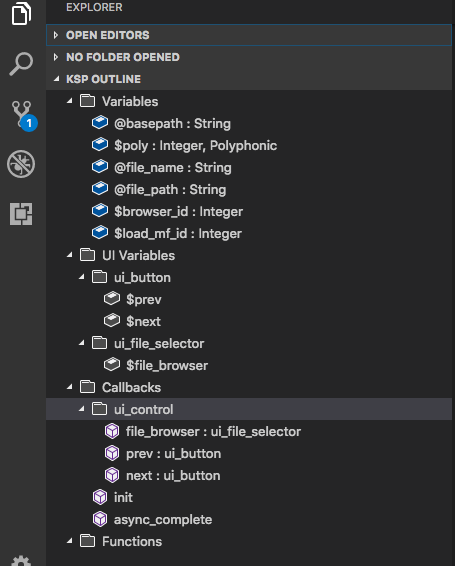 EXPLORER
OPEN EDITORS
NO FOLDER OPENED
KSP OUTLINE
Variables
@basepath : String
$poly : Integer, Polyphonic
@file_name : String
@file_path : String
$browser_id : Integer
$load_mf_id : Integer
UI Variables
ui_button
$prev
$next
ui_file_selector
$file_browser
Callbacks
ui_control
file_browser : ui_file_selector
prev : ui_button
next : ui_button
init
async_complete
Functions
1